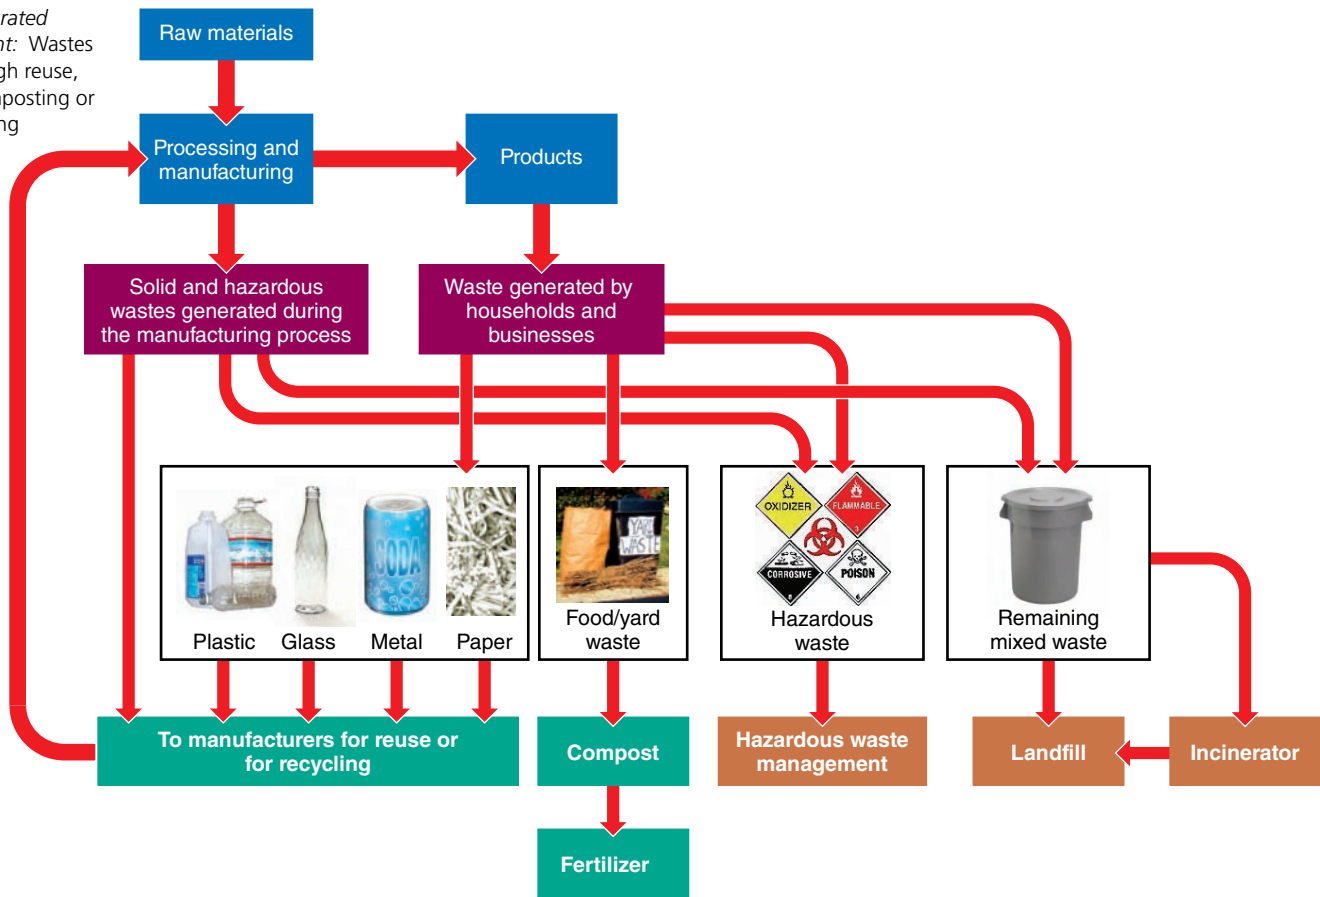 rated
nt: Wastes
gh reuse,
posting or
ng
Raw materials
Processing and
manufacturing
Products
Solid and hazardous
wastes generated during
the manufacturing process
Waste generated by
households and
businesses
OXIDIZER
FLAMMABLE
3
CORROSIVE
8
POISON
6
SODA
YARD
WASTE
Plastic
Glass
Metal
Paper
Food/yard
waste
Hazardous
waste
Remaining
mixed waste
To manufacturers for reuse or
for recycling
Compost
Hazardous waste
management
Landfill
Incinerator
Fertilizer